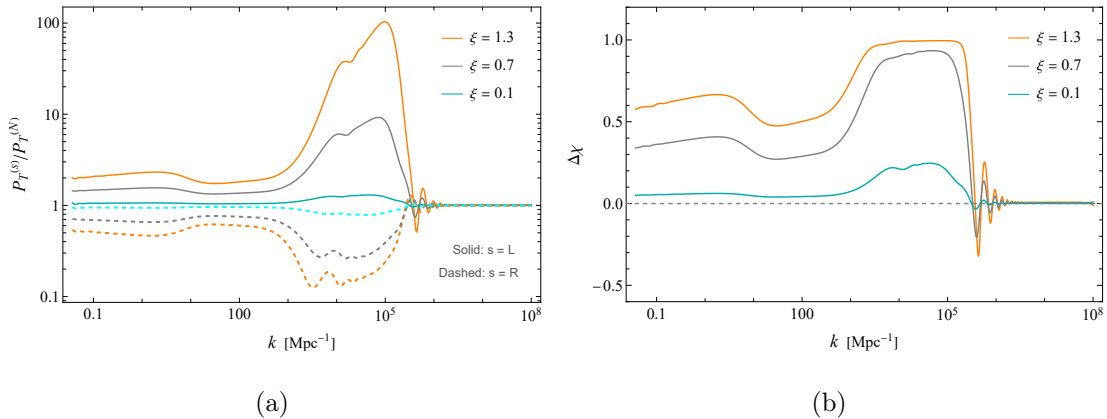 ξ = 1.3
ξ = 0.7
ξ = 0.1
100
10
1
0.1
P_T^(s)/P_T^(N)
Solid: s = L
Dashed: s = R
0.1
100
10^5
10^8
k [Mpc^-1]
(a)
ξ = 1.3
ξ = 0.7
ξ = 0.1
1.0
0.5
0.0
−0.5
Δχ
0.1
100
10^5
10^8
k [Mpc^-1]
(b)